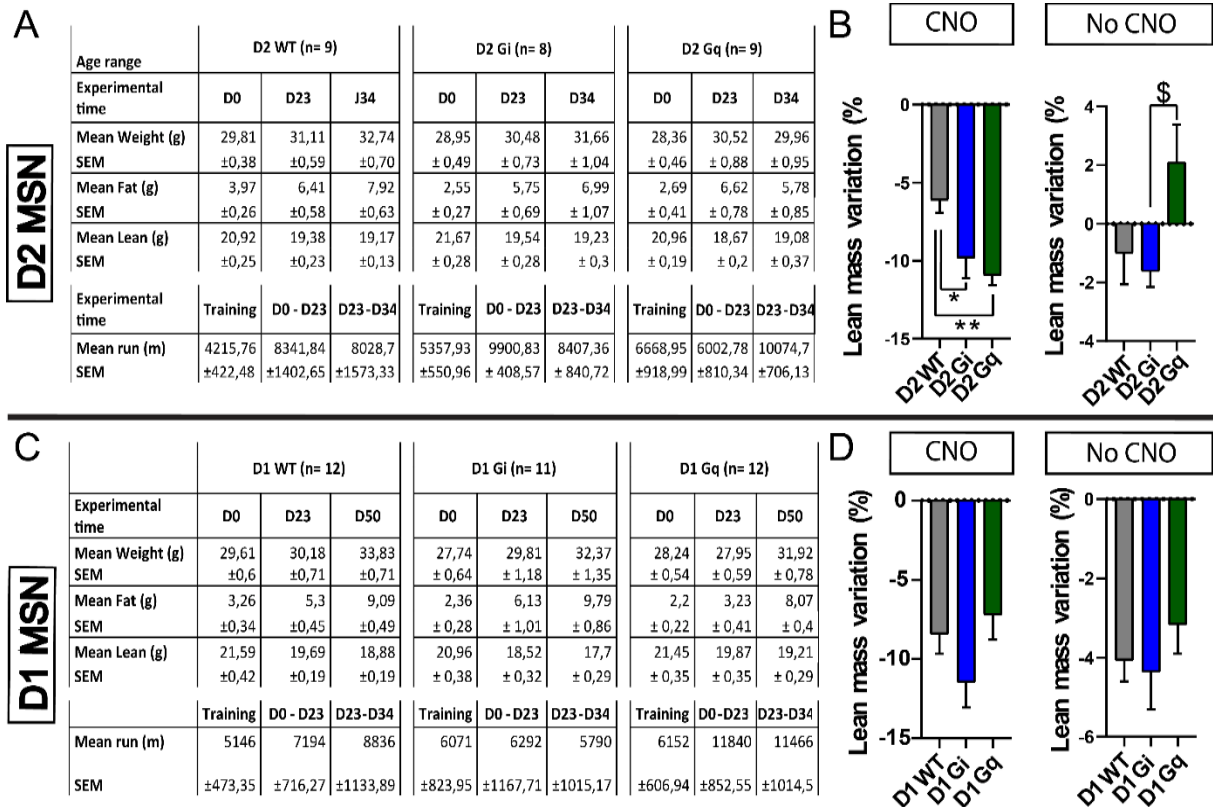 A
D2 MSN
Age range D2 WT (n= 9) D2 Gi (n= 8) D2 Gq (n= 9)
Experimental
time D0 D23 J34 D0 D23 D34 D0 D23 D34
Mean Weight (g) 29,81 31,11 32,74 28,95 30,48 31,66 28,36 30,52 29,96
SEM ±0,38 ±0,59 ±0,70 ± 0,49 ± 0,73 ± 1,04 ± 0,46 ± 0,88 ± 0,95
Mean Fat (g) 3,97 6,41 7,92 2,55 5,75 6,99 2,69 6,62 5,78
SEM ±0,26 ±0,58 ±0,63 ± 0,27 ± 0,69 ± 1,07 ± 0,41 ± 0,78 ± 0,85
Mean Lean (g) 20,92 19,38 19,17 21,67 19,54 19,23 20,96 18,67 19,08
SEM ±0,25 ±0,23 ±0,13 ± 0,28 ± 0,28 ± 0,3 ± 0,19 ± 0,2 ± 0,37
Experimental
time Training D0 - D23 D23-D34 Training D0 - D23 D23-D34 Training D0 - D23 D23-D34
Mean run (m) 4215,76 8341,84 8028,7 5357,93 9900,83 8407,36 6668,95 6002,78 10074,7
SEM ±422,48 ±1402,65 ±1573,33 ±550,96 ± 408,57 ± 840,72 ±918,99 ±810,34 ±706,13
B
CNO
Lean mass variation (%
0
-5
-10
-15
*
**
D2 WT
D2 Gi
D2 Gq
No CNO
Lean mass variation (%
4
2
0
-2
-4
$
D2 WT
D2 Gi
D2 Gq
C
D1 MSN
D1 WT (n= 12) D1 Gi (n= 11) D1 Gq (n= 12)
Experimental
time D0 D23 D50 D0 D23 D50 D0 D23 D50
Mean Weight (g) 29,61 30,18 33,83 27,74 29,81 32,37 28,24 27,95 31,92
SEM ±0,6 ±0,71 ±0,71 ± 0,64 ± 1,18 ± 1,35 ± 0,54 ± 0,59 ± 0,78
Mean Fat (g) 3,26 5,3 9,09 2,36 6,13 9,79 2,2 3,23 8,07
SEM ±0,34 ±0,45 ±0,49 ± 0,28 ± 1,01 ± 0,86 ± 0,22 ± 0,41 ± 0,4
Mean Lean (g) 21,59 19,69 18,88 20,96 18,52 17,7 21,45 19,87 19,21
SEM ±0,42 ±0,19 ±0,19 ± 0,38 ± 0,32 ± 0,29 ± 0,35 ± 0,35 ± 0,29
Training D0 - D23 D23-D34 Training D0 - D23 D23-D34 Training D0-D23 D23-D34
Mean run (m) 5146 7194 8836 6071 6292 5790 6152 11840 11466
SEM ±473,35 ±716,27 ±1133,89 ±823,95 ±1167,71 ±1015,17 ±606,94 ±852,55 ±1014,5
D
CNO
Lean mass variation (%)
0
-5
-10
-15
D1 WT
D1 Gi
D1 Gq
No CNO
Lean mass variation (%)
0
-2
-4
-6
D1 WT
D1 Gi
D1 Gq